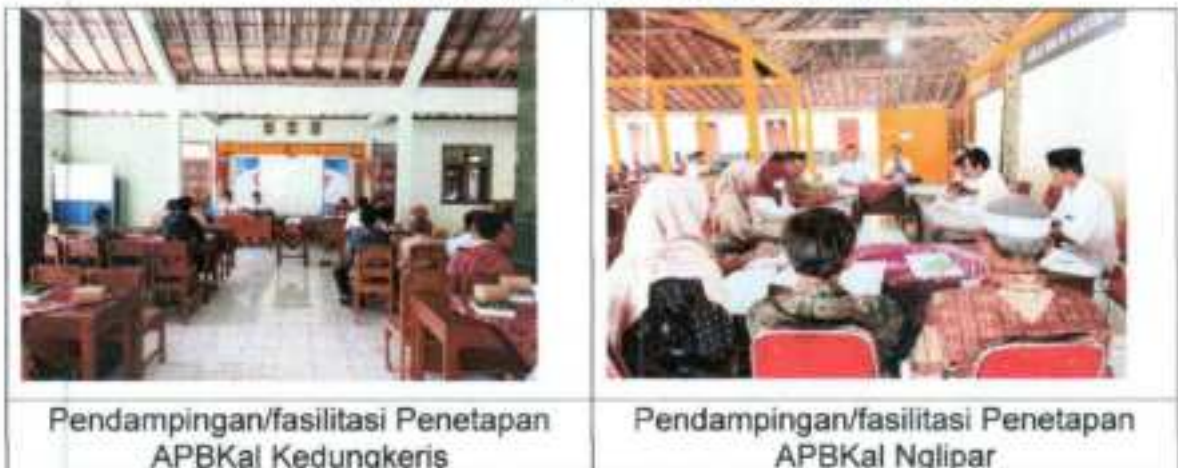 Pendampingan/fasilitasi Penetapan
APBKal Kedungkeris
Pendampingan/fasilitasi Penetapan
APBKal Nglipar